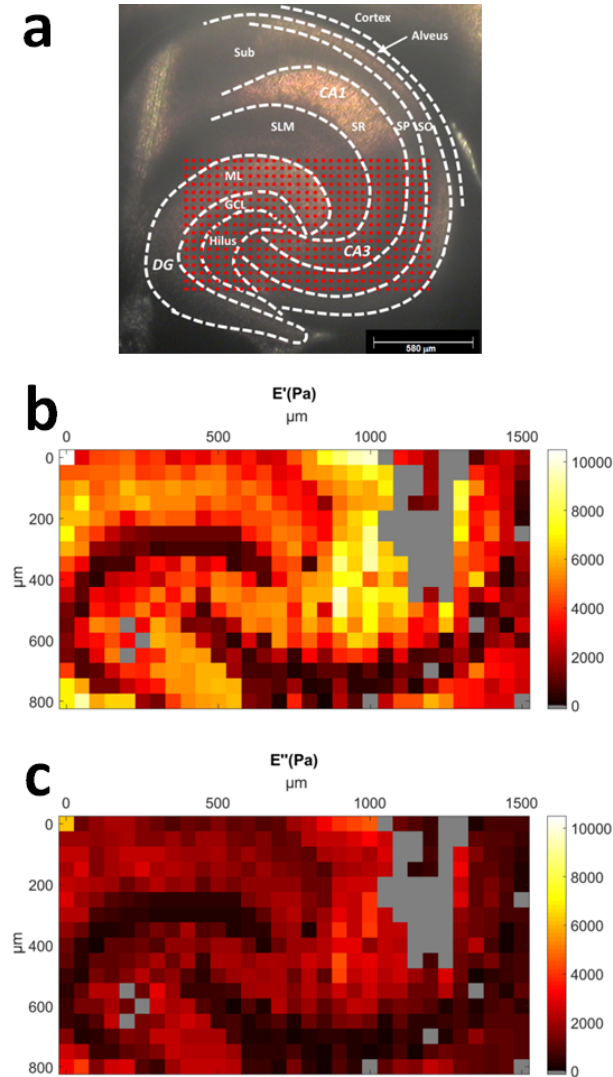 a
Cortex
Alveus
Sub
CA1
SLM
SR
SP
SO
ML
GCL
Hilus
CA3
DG
580 µm
b
E'(Pa)
µm
0
500
1000
1500
0
200
400
600
800
µm
10000
8000
6000
4000
2000
0
c
E''(Pa)
µm
0
500
1000
1500
0
200
400
600
800
µm
10000
8000
6000
4000
2000
0